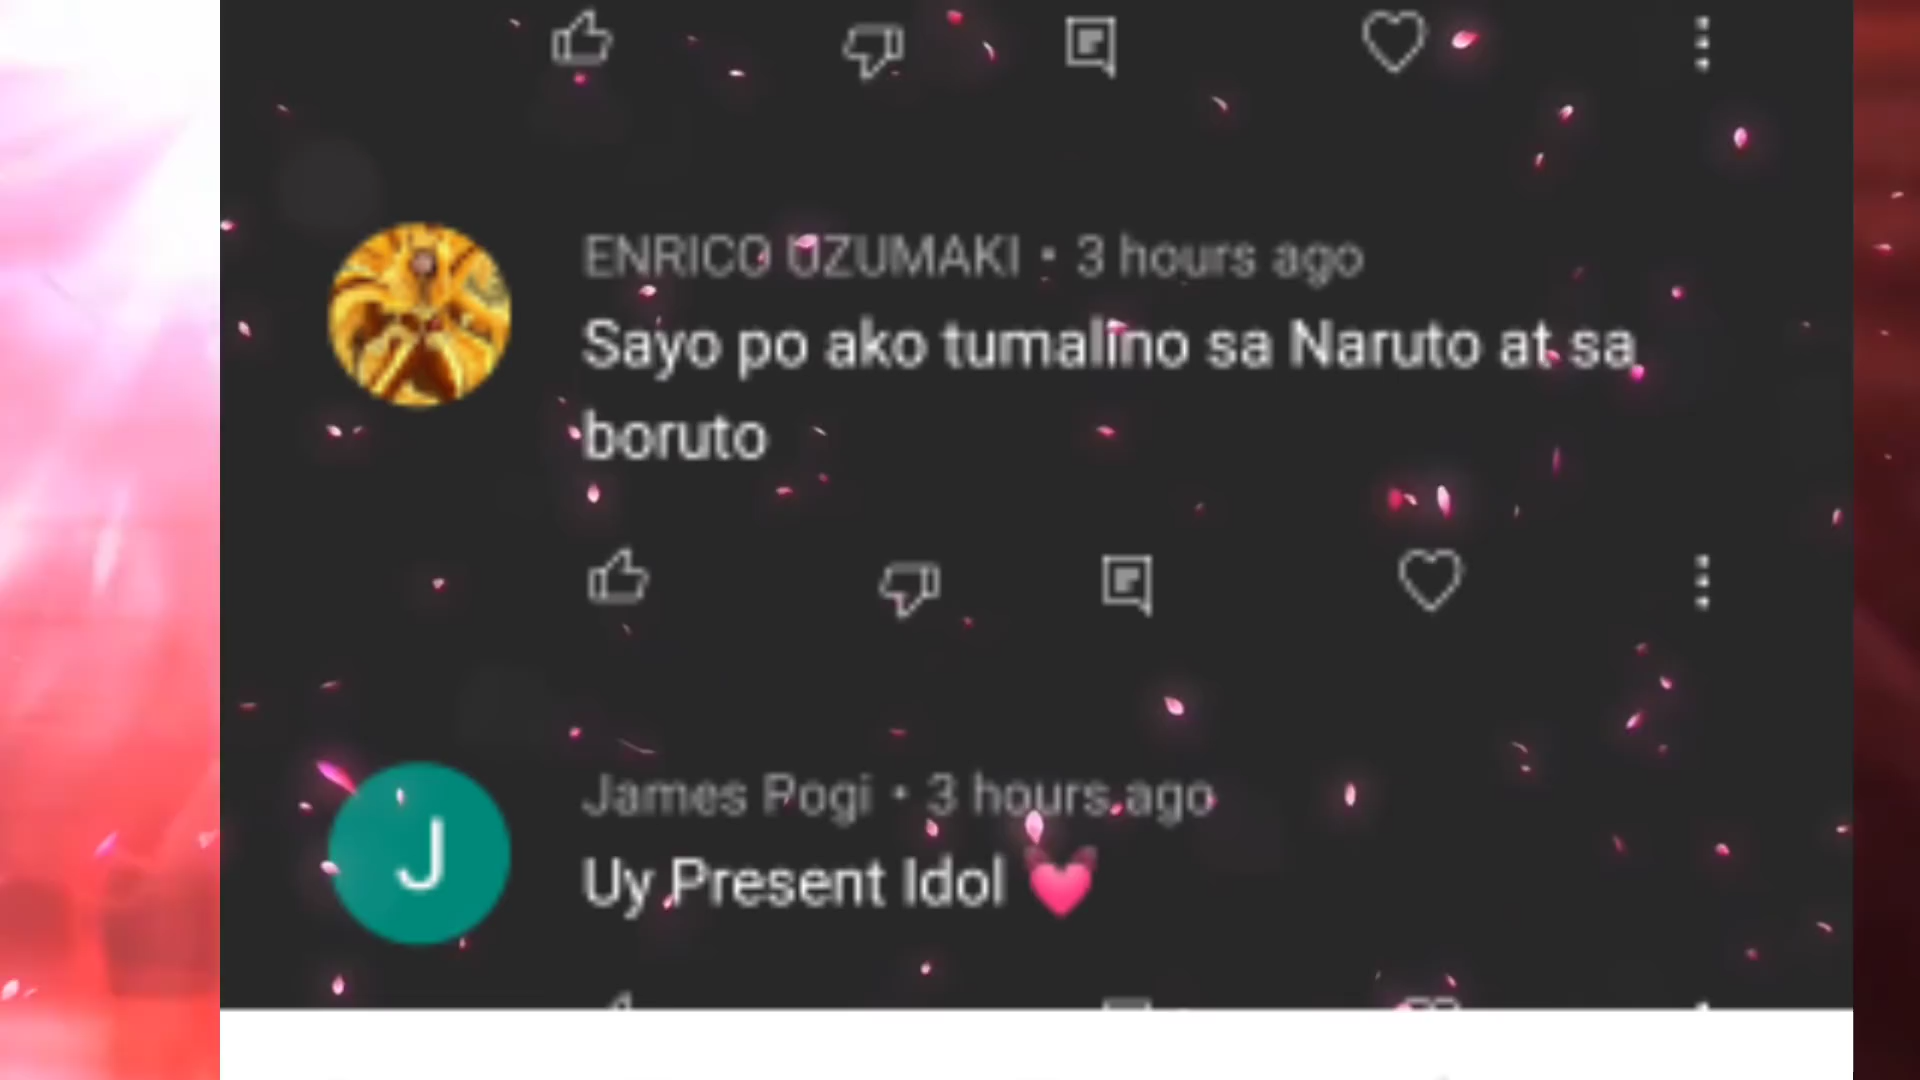 ENRICO UZUMAKI • 3 hours ago
Sayo po ako tumalino sa Naruto at sa
boruto
J
James Pogi • 3 hours ago
Uy Present Idol 💓